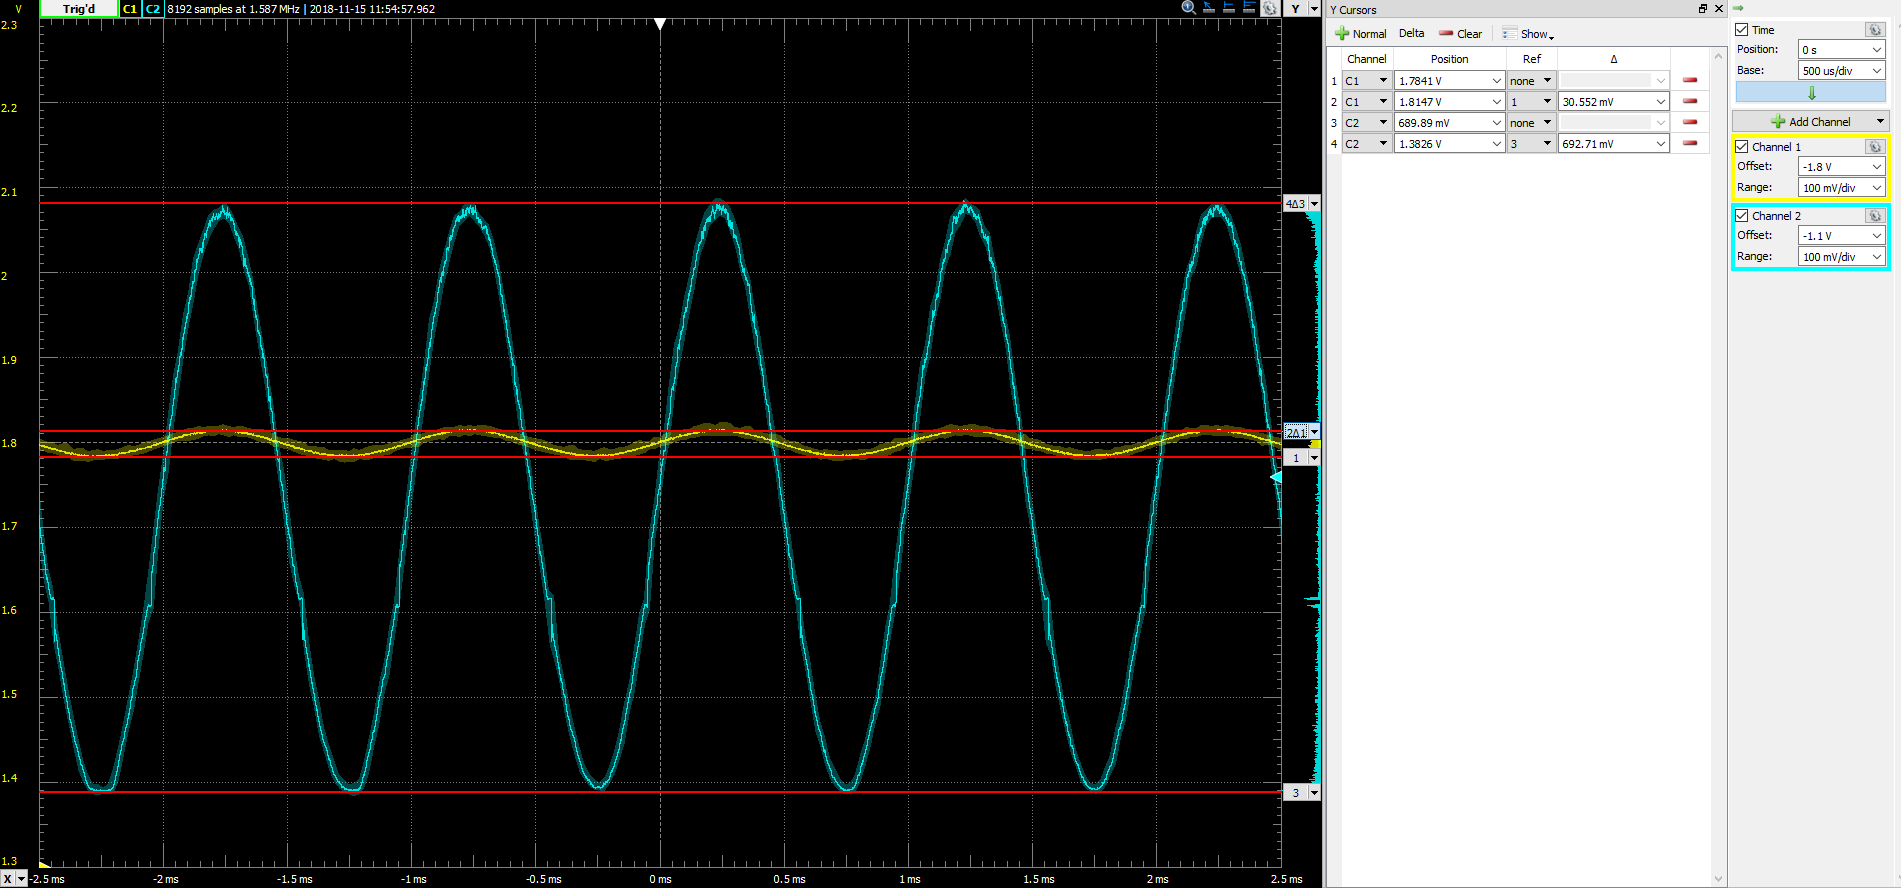 V Trig'd C1 C2 8192 samples at 1.587 MHz | 2018-11-15 11:54:57.962 Y
2.3
2.2
2.1
2
1.9
1.8
1.7
1.6
1.5
1.4
1.3
4Δ3
2Δ1
1
3
X -2.5 ms -2 ms -1.5 ms -1 ms -0.5 ms 0 ms 0.5 ms 1 ms 1.5 ms 2 ms 2.5 ms
Y Cursors
Normal Delta Clear Show
Channel Position Ref Δ
1 C1 1.7841 V none
2 C1 1.8147 V 1 30.552 mV
3 C2 689.89 mV none
4 C2 1.3826 V 3 692.71 mV
Time
Position: 0 s
Base: 500 us/div
Add Channel
Channel 1
Offset: -1.8 V
Range: 100 mV/div
Channel 2
Offset: -1.1 V
Range: 100 mV/div